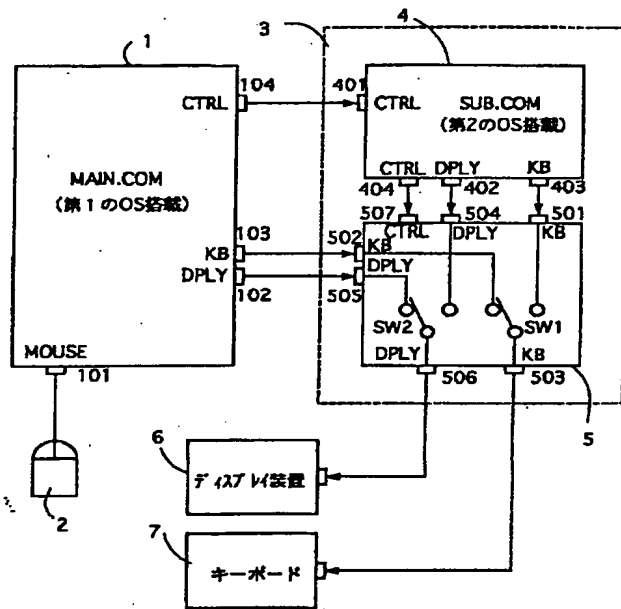 3
4
1
104
401
CTRL
CTRL
SUB.COM
(第2のOS搭載)
MAIN.COM
(第1のOS搭載)
CTRL
DPLY
KB
404
402
403
507
504
501
CTRL
DPLY
KB
103
502
KB
KB
DPLY
DPLY
102
505
SW2
SW1
MOUSE
101
DPLY
KB
506
503
5
6
ディスプレイ装置
2
7
キーボード